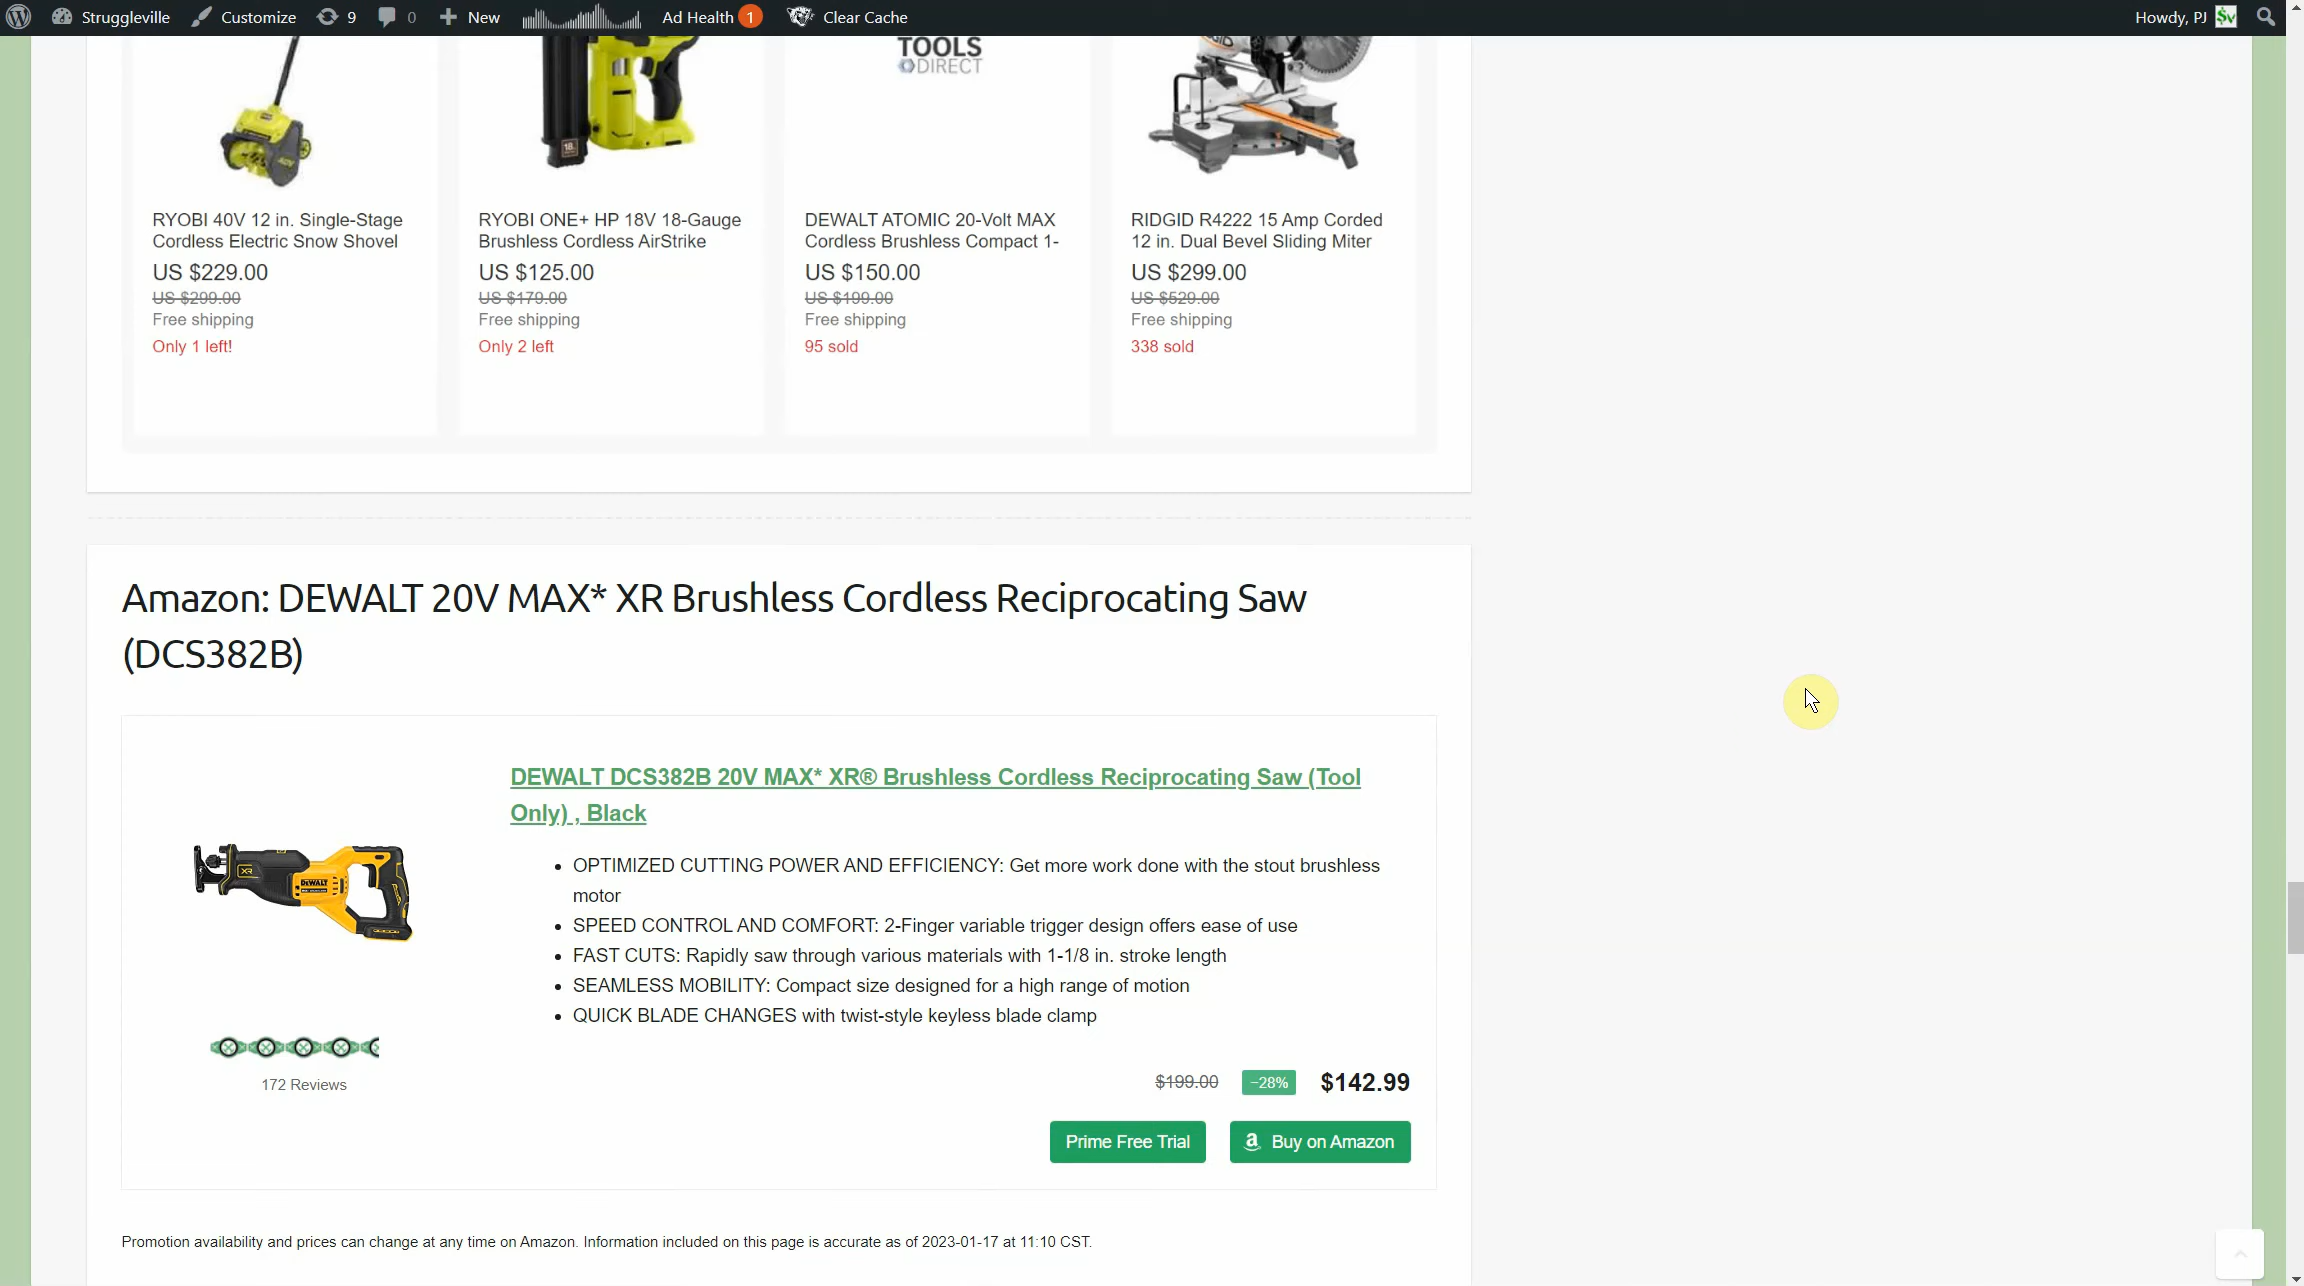 Struggleville Customize 9 0 New Ad Health 1 Clear Cache Howdy, PJ
TOOLS
DIRECT
RYOBI 40V 12 in. Single-Stage
Cordless Electric Snow Shovel
US $229.00
US $299.00
Free shipping
Only 1 left!
RYOBI ONE+ HP 18V 18-Gauge
Brushless Cordless AirStrike
US $125.00
US $179.00
Free shipping
Only 2 left
DEWALT ATOMIC 20-Volt MAX
Cordless Brushless Compact 1-
US $150.00
US $199.00
Free shipping
95 sold
RIDGID R4222 15 Amp Corded
12 in. Dual Bevel Sliding Miter
US $299.00
US $529.00
Free shipping
338 sold
Amazon: DEWALT 20V MAX* XR Brushless Cordless Reciprocating Saw
(DCS382B)
DEWALT DCS382B 20V MAX* XR® Brushless Cordless Reciprocating Saw (Tool
Only) , Black
XR
DEWALT
• OPTIMIZED CUTTING POWER AND EFFICIENCY: Get more work done with the stout brushless
motor
• SPEED CONTROL AND COMFORT: 2-Finger variable trigger design offers ease of use
• FAST CUTS: Rapidly saw through various materials with 1-1/8 in. stroke length
• SEAMLESS MOBILITY: Compact size designed for a high range of motion
• QUICK BLADE CHANGES with twist-style keyless blade clamp
172 Reviews
$199.00 −28% $142.99
Prime Free Trial
Buy on Amazon
Promotion availability and prices can change at any time on Amazon. Information included on this page is accurate as of 2023-01-17 at 11:10 CST.